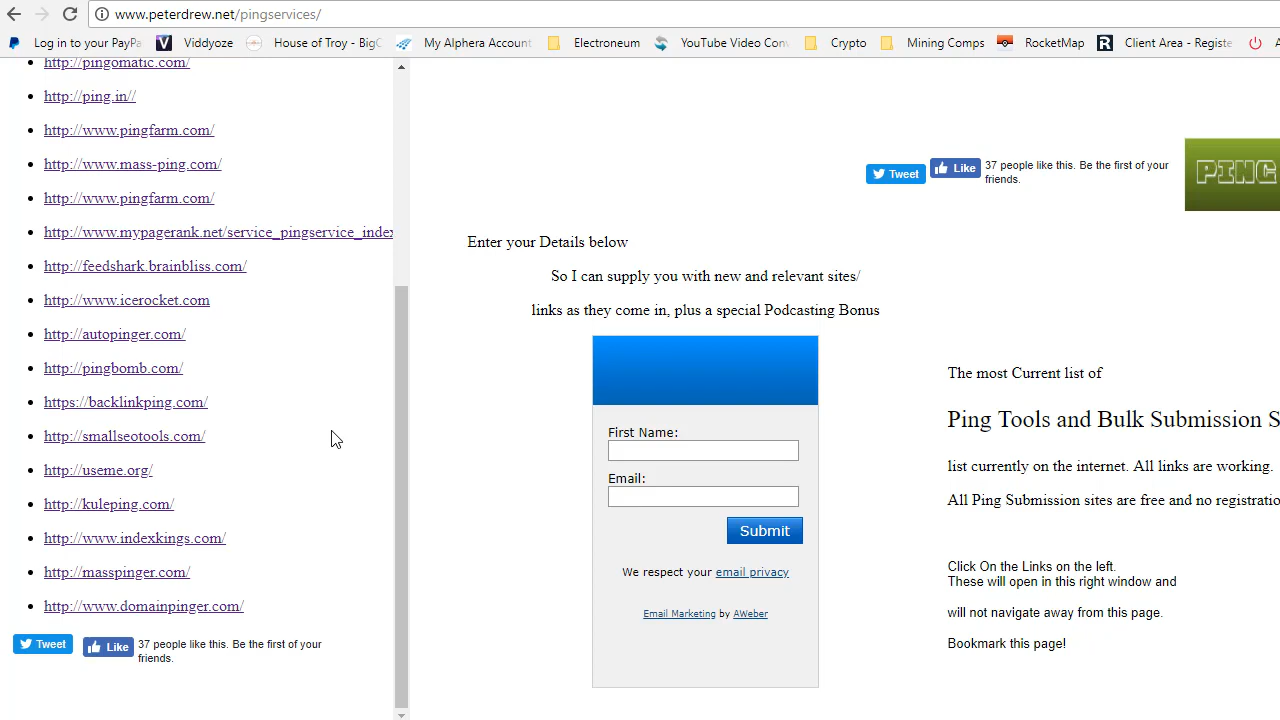 www.peterdrew.net/pingservices/
Log in to your PayPa
Viddyoze
House of Troy - BigC
My Alphera Account
Electroneum
YouTube Video Conv
Crypto
Mining Comps
RocketMap
Client Area - Registe
http://pingomatic.com/
http://ping.in//
http://www.pingfarm.com/
http://www.mass-ping.com/
http://www.pingfarm.com/
http://www.mypagerank.net/service_pingservice_index
http://feedshark.brainbliss.com/
http://www.icerocket.com
http://autopinger.com/
http://pingbomb.com/
https://backlinkping.com/
http://smallseotools.com/
http://useme.org/
http://kuleping.com/
http://www.indexkings.com/
http://masspinger.com/
http://www.domainpinger.com/
Tweet
Like
37 people like this. Be the first of your
friends.
Tweet
Like
37 people like this. Be the first of your
friends.
PING
Enter your Details below
So I can supply you with new and relevant sites/
links as they come in, plus a special Podcasting Bonus
First Name:
Email:
Submit
We respect your email privacy
Email Marketing by AWeber
The most Current list of
Ping Tools and Bulk Submission S
list currently on the internet. All links are working.
All Ping Submission sites are free and no registratio
Click On the Links on the left.
These will open in this right window and
will not navigate away from this page.
Bookmark this page!